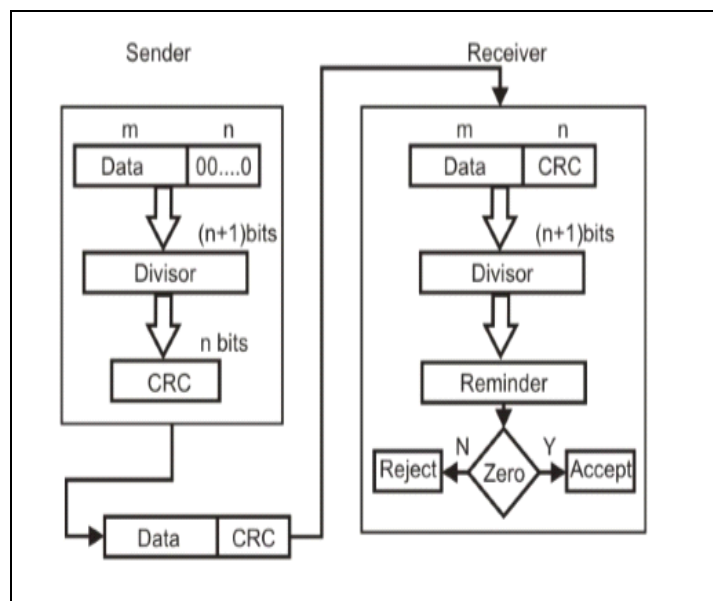 Sender
m n
Data 00....0
(n+1)bits
Divisor
n bits
CRC
Data CRC
Receiver
m n
Data CRC
(n+1)bits
Divisor
Reminder
N Y
Reject Zero Accept